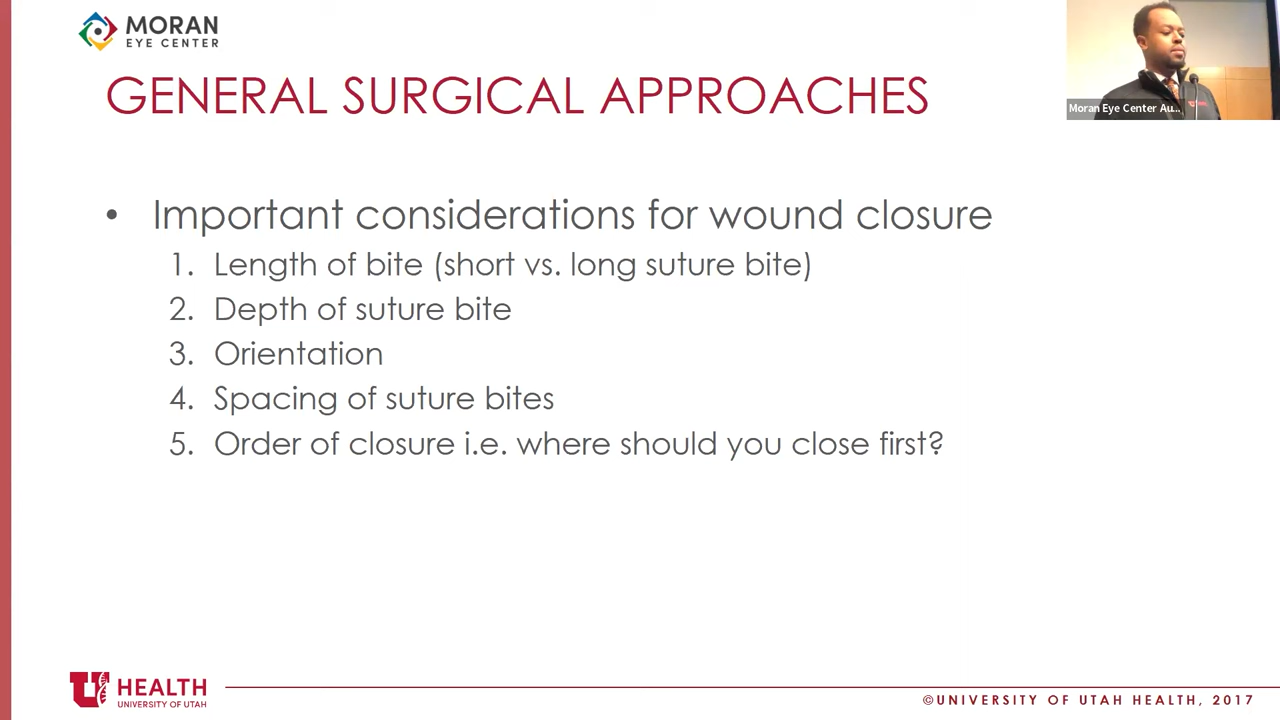 MORAN
EYE CENTER
GENERAL SURGICAL APPROACHES
Moran Eye Center Au...
• Important considerations for wound closure
1. Length of bite (short vs. long suture bite)
2. Depth of suture bite
3. Orientation
4. Spacing of suture bites
5. Order of closure i.e. where should you close first?
U HEALTH
UNIVERSITY OF UTAH
©UNIVERSITY OF UTAH HEALTH, 2017